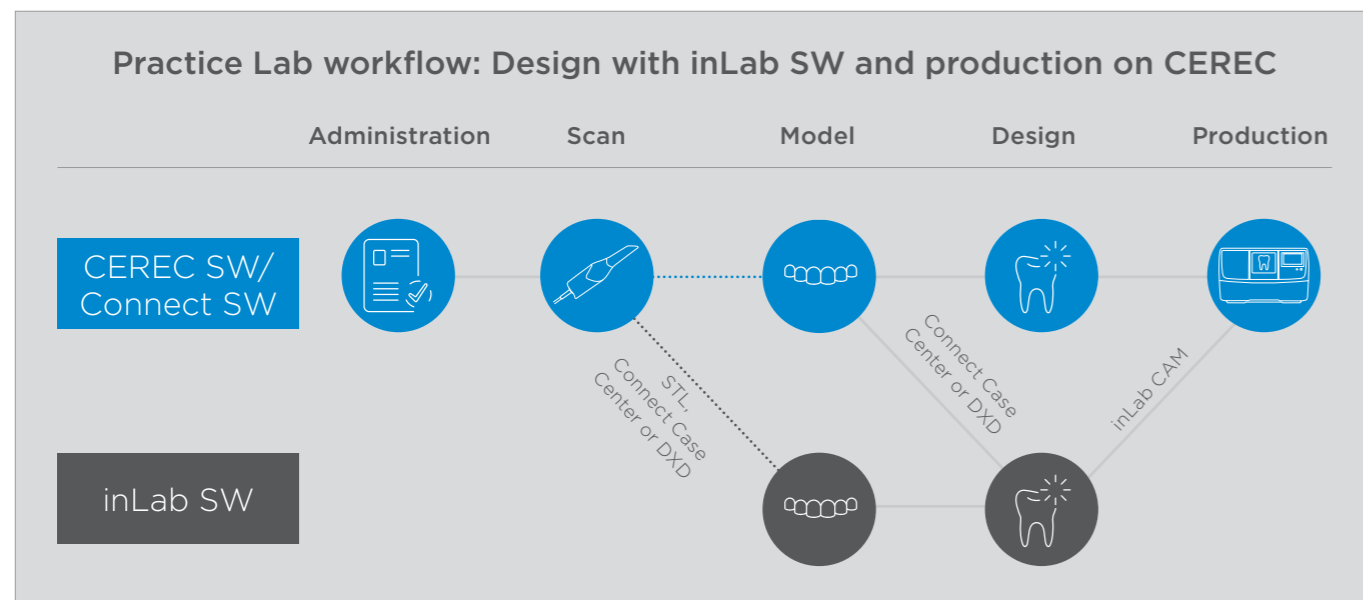 Practice Lab workflow: Design with inLab SW and production on CEREC
Administration
Scan
Model
Design
Production
CEREC SW/
Connect SW
STL,
Connect Case
Center or DXD
Connect Case
Center or DXD
inLab CAM
inLab SW